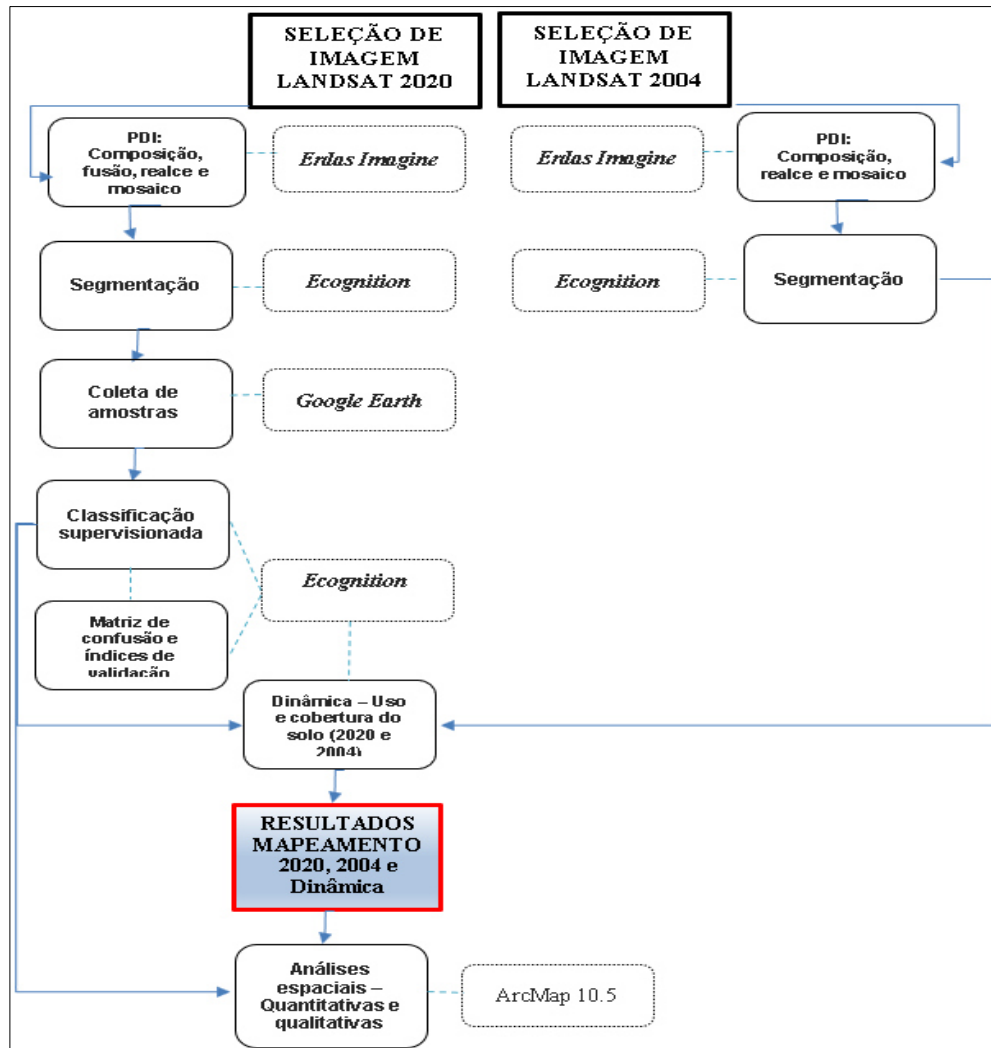 SELEÇÃO DE
IMAGEM
LANDSAT 2020
SELEÇÃO DE
IMAGEM
LANDSAT 2004
PDI:
Composição,
fusão, realce e
mosaico
Erdas Imagine
Erdas Imagine
PDI:
Composição,
realce e mosaico
Segmentação
Ecognition
Ecognition
Segmentação
Coleta de
amostras
Google Earth
Classificação
supervisionada
Ecognition
Matriz de
confusão e
índices de
validação
Dinâmica – Uso
e cobertura do
solo (2020 e
2004)
RESULTADOS
MAPEAMENTO
2020, 2004 e
Dinâmica
Análises
espaciais –
Quantitativas e
qualitativas
ArcMap 10.5